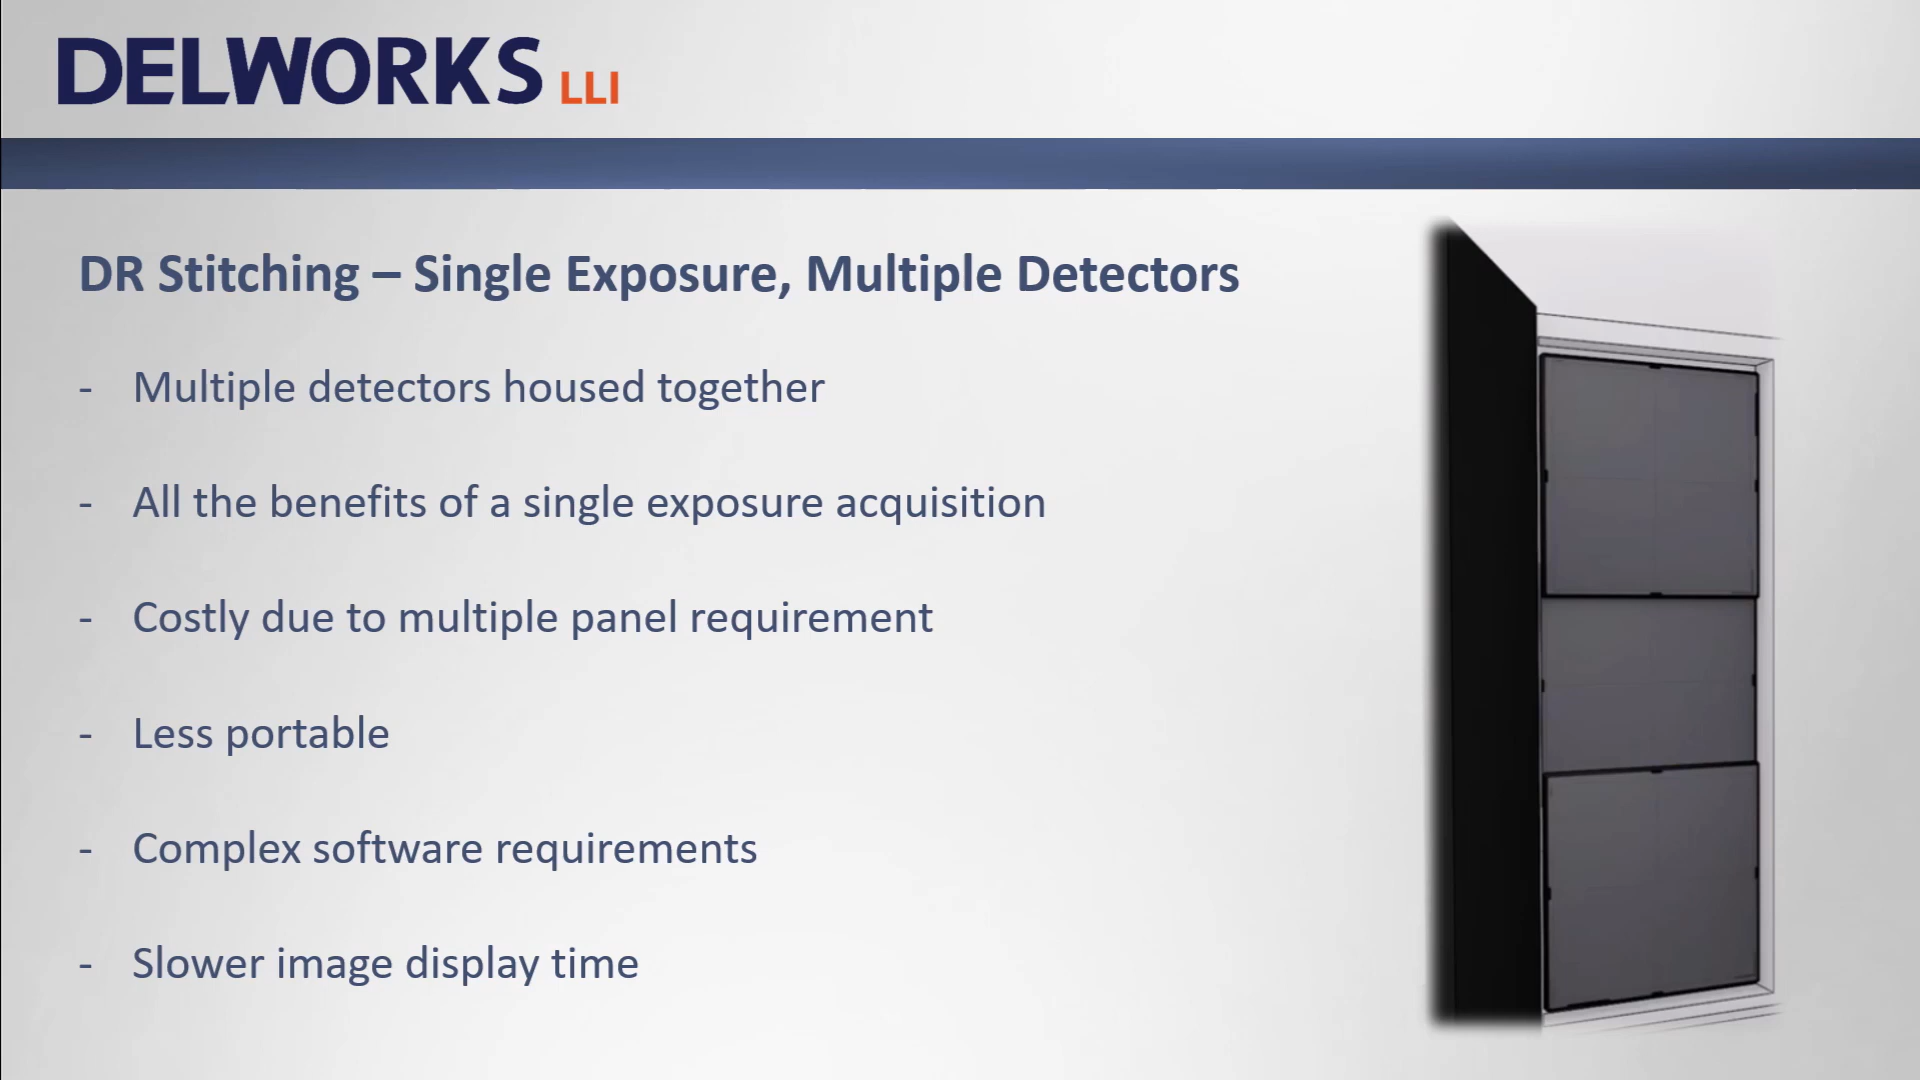 DELWORKS LLI
DR Stitching – Single Exposure, Multiple Detectors
- Multiple detectors housed together
- All the benefits of a single exposure acquisition
- Costly due to multiple panel requirement
- Less portable
- Complex software requirements
- Slower image display time